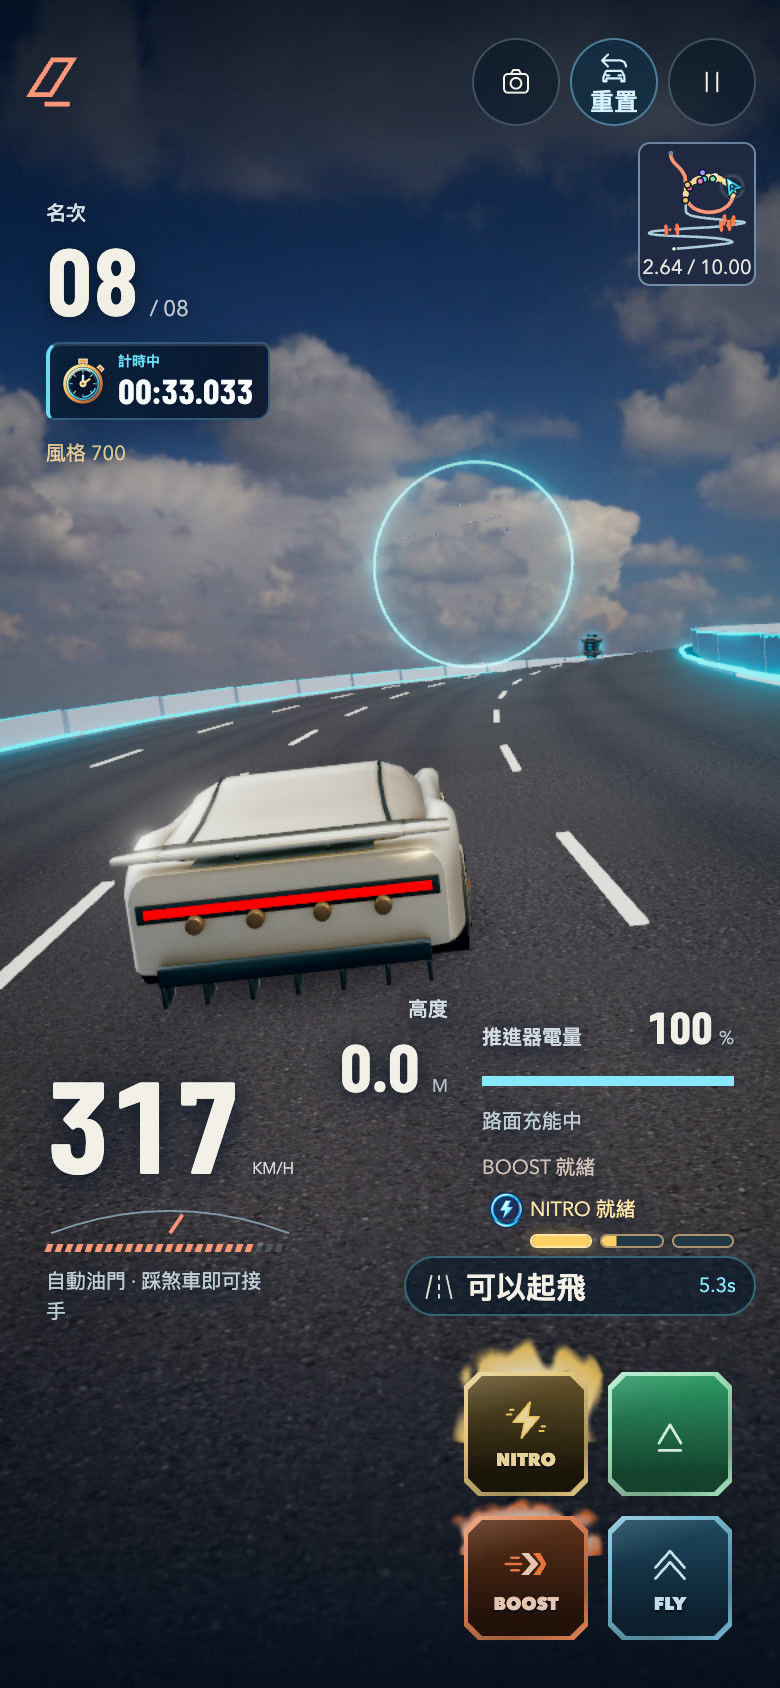 重置
名次
08 / 08
2.64 / 10.00
計時中
00:33.033
風格 700
高度
0.0 M
推進器電量 100 %
路面充能中
317 KM/H
BOOST 就緒
NITRO 就緒
自動油門 · 踩煞車即可接
手
可以起飛 5.3s
NITRO
BOOST
FLY